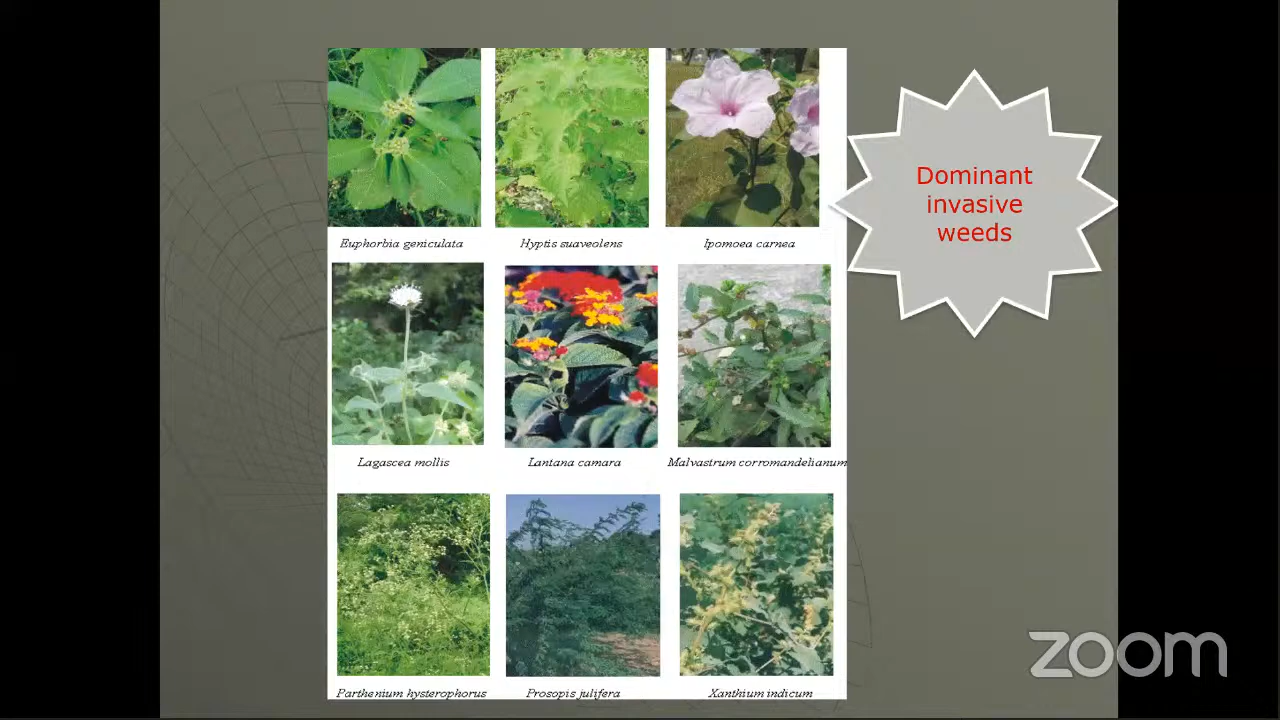 Euphorbia geniculata
Hyptis suaveolens
Ipomoea carnea
Dominant
invasive
weeds
Lagascea mollis
Lantana camara
Malvastrum corromandelianum
Parthenium hysterophorus
Prosopis julifera
Xanthium indicum
zoom